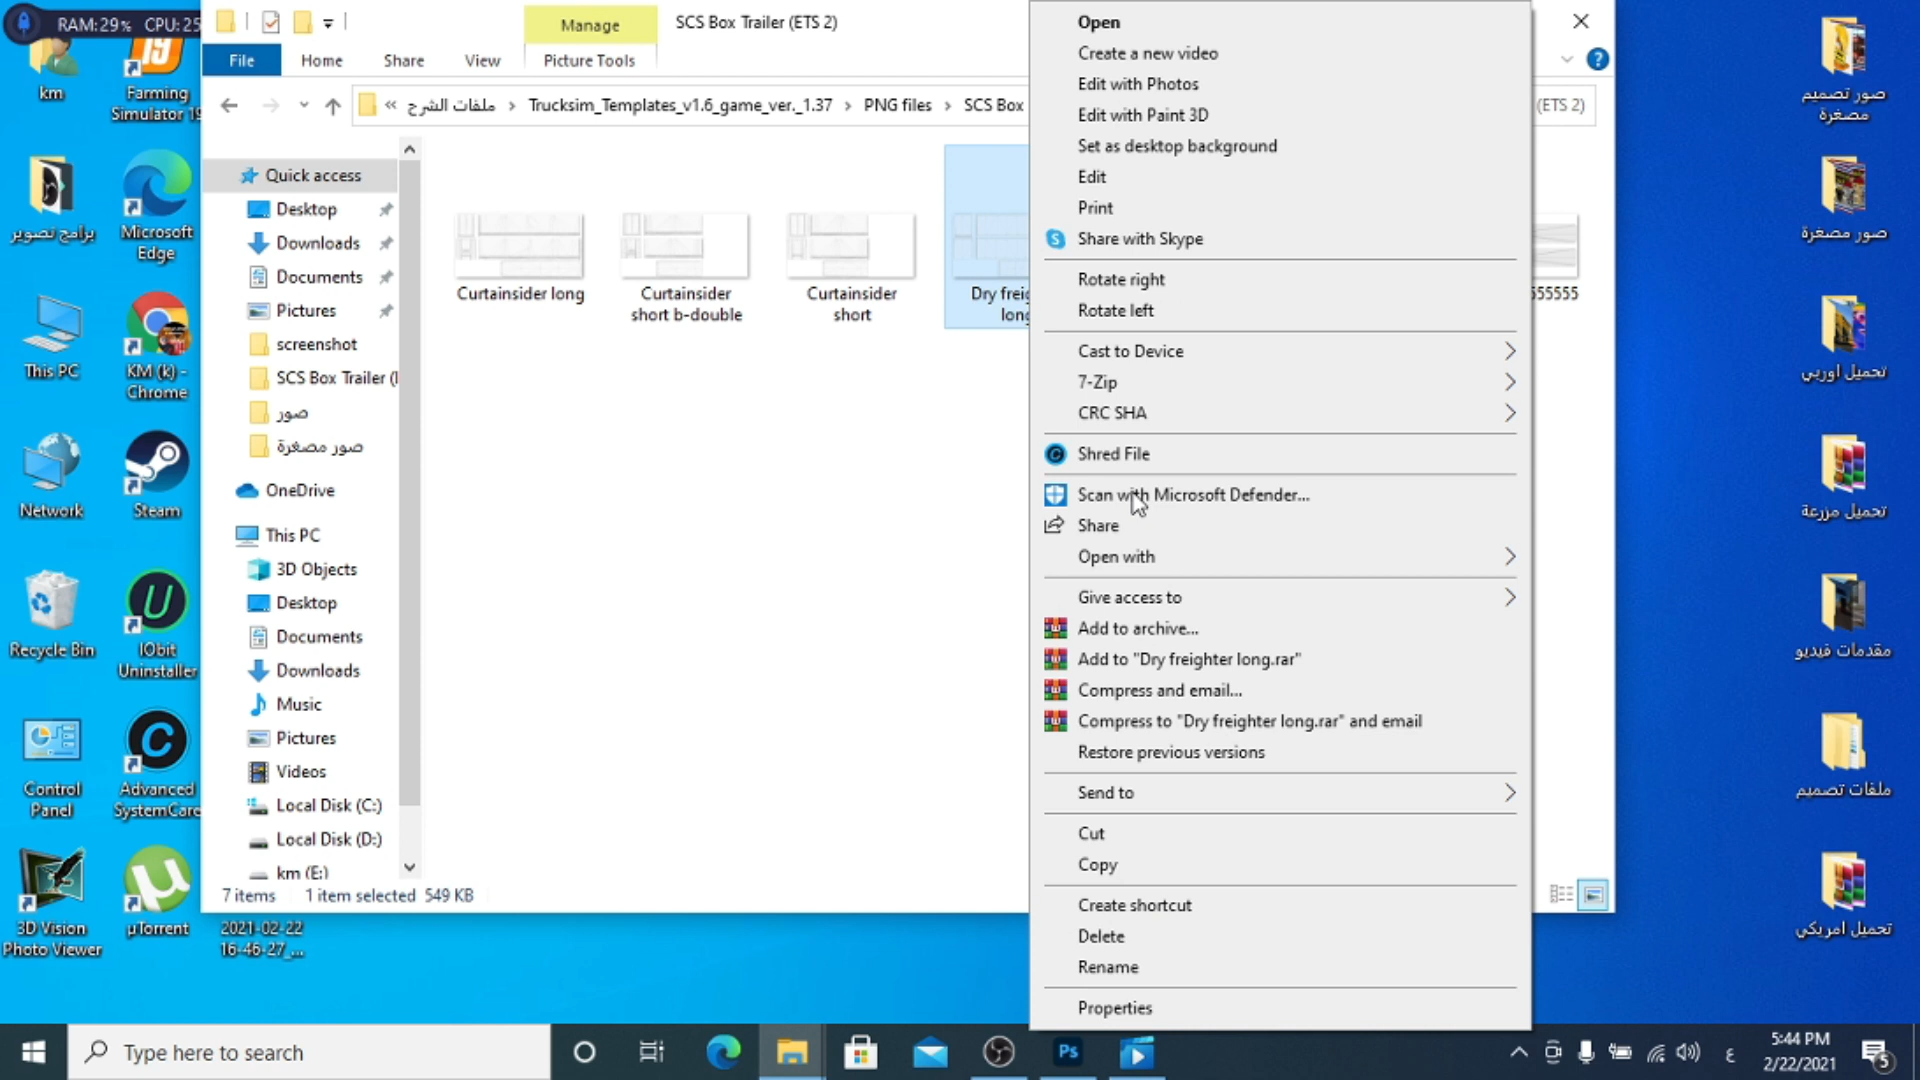 RAM:29% CPU:25
Manage
SCS Box Trailer (ETS 2)
File
Home
Share
View
Picture Tools
« ملفات الشرح › Trucksim_Templates_v1.6_game_ver._1.37 › PNG files › SCS Box
(ETS 2)
Quick access
Desktop
Downloads
Documents
Pictures
screenshot
SCS Box Trailer (
صور
صور مصغرة
OneDrive
This PC
3D Objects
Desktop
Documents
Downloads
Music
Pictures
Videos
Local Disk (C:)
Local Disk (D:)
km (E:)
7 items
1 item selected 549 KB
Curtainsider long
Curtainsider
short b-double
Curtainsider
short
Dry frei
long
555555
Open
Create a new video
Edit with Photos
Edit with Paint 3D
Set as desktop background
Edit
Print
Share with Skype
Rotate right
Rotate left
Cast to Device
7-Zip
CRC SHA
Shred File
Scan with Microsoft Defender...
Share
Open with
Give access to
Add to archive...
Add to "Dry freighter long.rar"
Compress and email...
Compress to "Dry freighter long.rar" and email
Restore previous versions
Send to
Cut
Copy
Create shortcut
Delete
Rename
Properties
km
Farming
Simulator 19
برامج تصوير
Microsoft
Edge
This PC
KM (k) -
Chrome
Network
Steam
Recycle Bin
IObit
Uninstaller
Control
Panel
Advanced
SystemCare
3D Vision
Photo Viewer
µTorrent
2021-02-22
16-46-27_...
صور تصميم
مصغرة
صور مصغرة
تحميل اوربي
تحميل مزرعة
مقدمات فيديو
ملفات تصميم
تحميل امريكي
Type here to search
Ps
ع
5:44 PM
2/22/2021
5